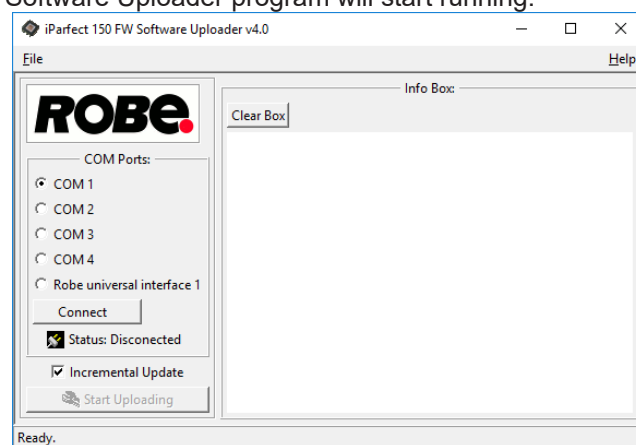 Software Uploader program will start running.
iParfect 150 FW Software Uploader v4.0
File
Help
ROBE.
COM Ports:
COM 1
COM 2
COM 3
COM 4
Robe universal interface 1
Connect
Status: Disconected
Incremental Update
Start Uploading
Info Box:
Clear Box
Ready.